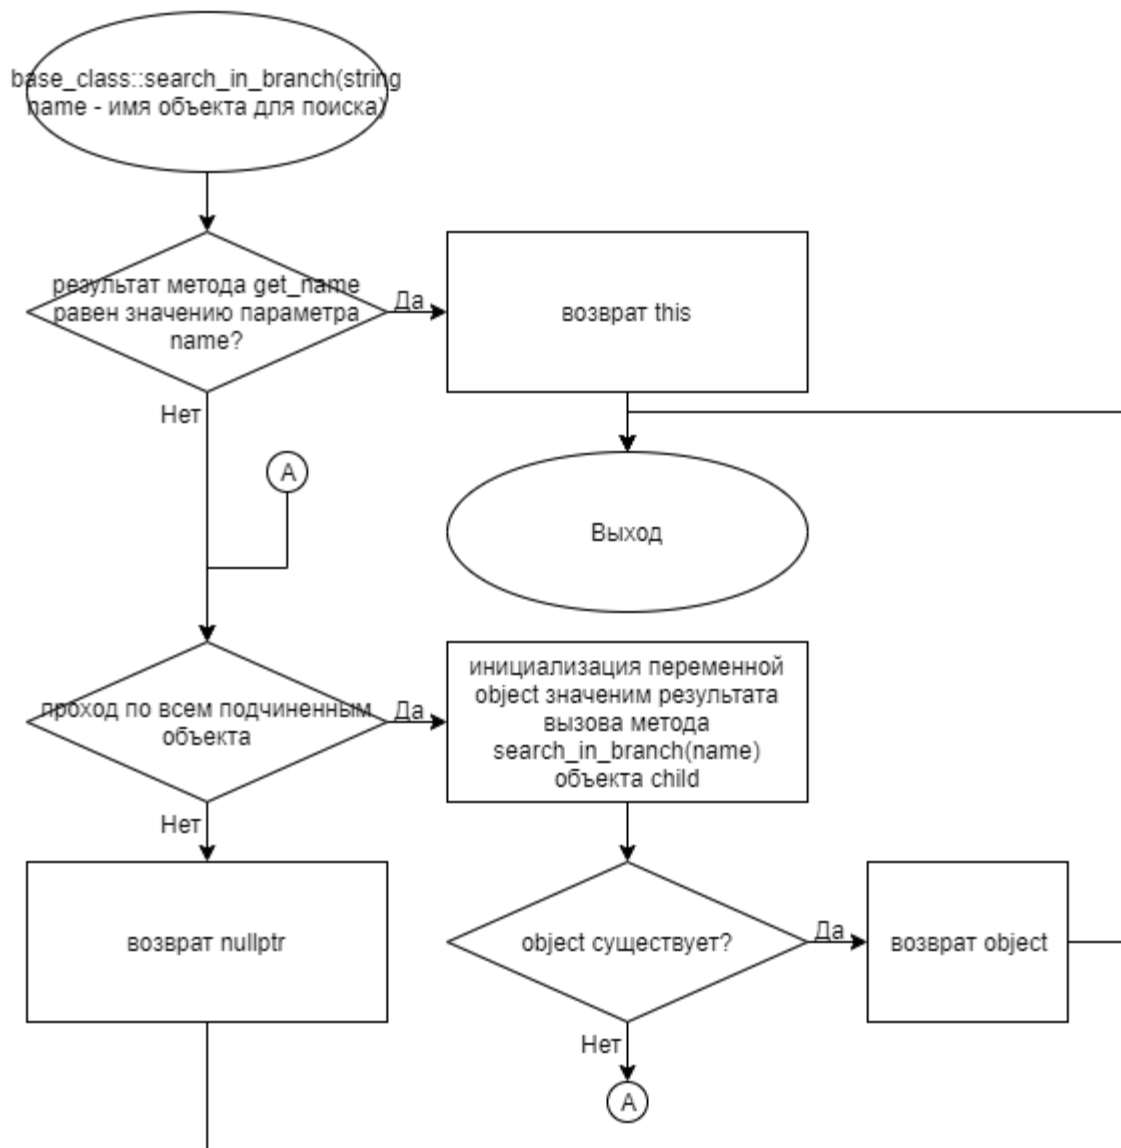 base_class::search_in_branch(string
name - имя объекта для поиска)
результат метода get_name
равен значению параметра
name?
Да
возврат this
Нет
A
Выход
проход по всем подчиненным
объекта
Да
инициализация переменной
object значеним результата
вызова метода
search_in_branch(name)
объекта child
Нет
возврат nullptr
object существует?
Да
возврат object
Нет
A